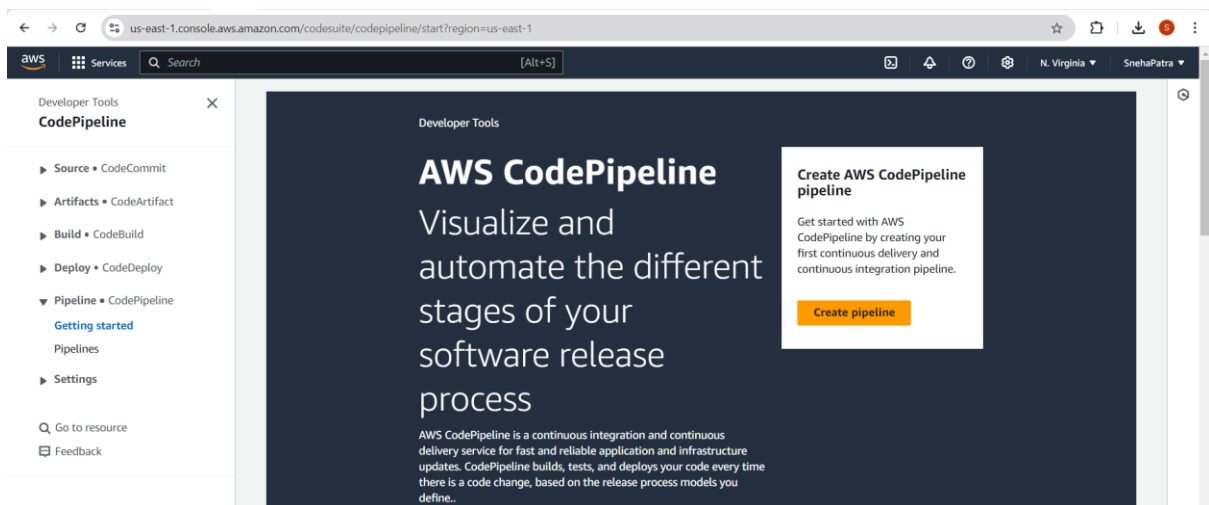 us-east-1.console.aws.amazon.com/codesuite/codepipeline/start?region=us-east-1
S
aws
Services
Search
[Alt+S]
N. Virginia
SnehaPatra
Developer Tools
CodePipeline
Source • CodeCommit
Artifacts • CodeArtifact
Build • CodeBuild
Deploy • CodeDeploy
Pipeline • CodePipeline
Getting started
Pipelines
Settings
Go to resource
Feedback
Developer Tools
AWS CodePipeline
Visualize and
automate the different
stages of your
software release
process
AWS CodePipeline is a continuous integration and continuous
delivery service for fast and reliable application and infrastructure
updates. CodePipeline builds, tests, and deploys your code every time
there is a code change, based on the release process models you
define..
Create AWS CodePipeline
pipeline
Get started with AWS
CodePipeline by creating your
first continuous delivery and
continuous integration pipeline.
Create pipeline